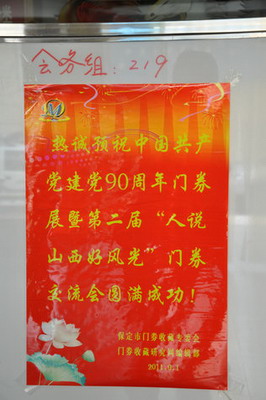 会务组：219
热诚预祝中国共产
党建党90周年门券
展暨第二届“人说
山西好风光”门券
交流会圆满成功！
保定市门券收藏专委会
门券收藏研究网编辑部